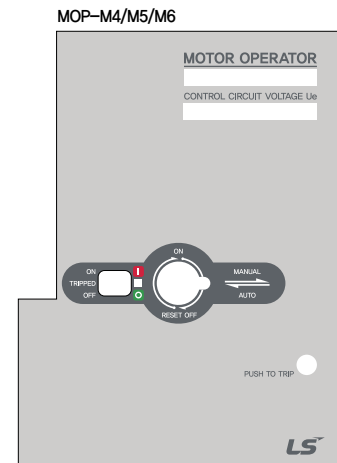 MOP-M4/M5/M6
MOTOR OPERATOR
CONTROL CIRCUIT VOLTAGE Ue
ON
ON
I
MANUAL
TRIPPED
OFF
O
AUTO
RESET OFF
PUSH TO TRIP
LS